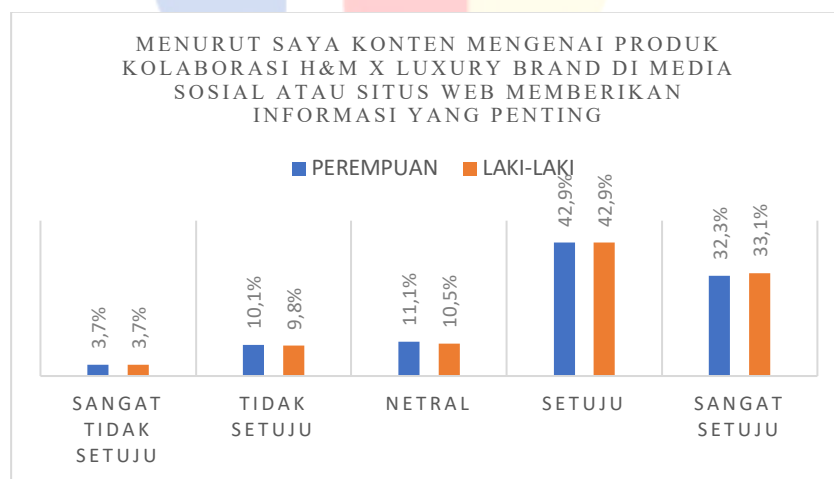 MENURUT SAYA KONTEN MENGENAI PRODUK
KOLABORASI H&M X LUXURY BRAND DI MEDIA
SOSIAL ATAU SITUS WEB MEMBERIKAN
INFORMASI YANG PENTING
PEREMPUAN LAKI-LAKI
3,7% 3,7% 10,1% 9,8% 11,1% 10,5% 42,9% 42,9% 32,3% 33,1%
SANGAT TIDAK SETUJU
TIDAK SETUJU
NETRAL
SETUJU
SANGAT SETUJU